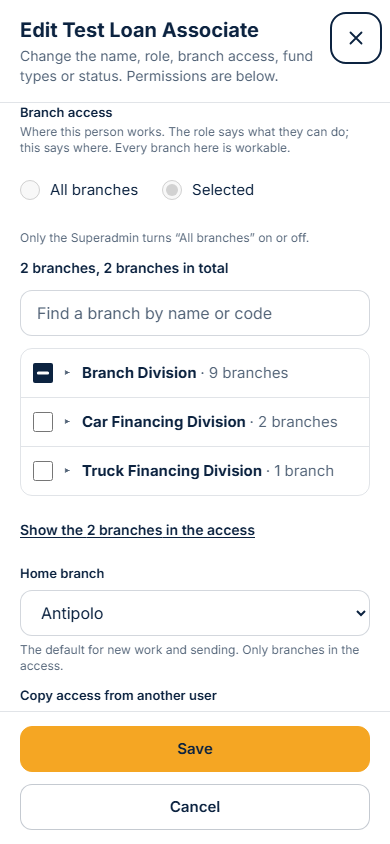 Edit Test Loan Associate
Change the name, role, branch access, fund
types or status. Permissions are below.
Branch access
Where this person works. The role says what they can do;
this says where. Every branch here is workable.
All branches
Selected
Only the Superadmin turns “All branches” on or off.
2 branches, 2 branches in total
Find a branch by name or code
Branch Division · 9 branches
Car Financing Division · 2 branches
Truck Financing Division · 1 branch
Show the 2 branches in the access
Home branch
Antipolo
The default for new work and sending. Only branches in the
access.
Copy access from another user
Save
Cancel